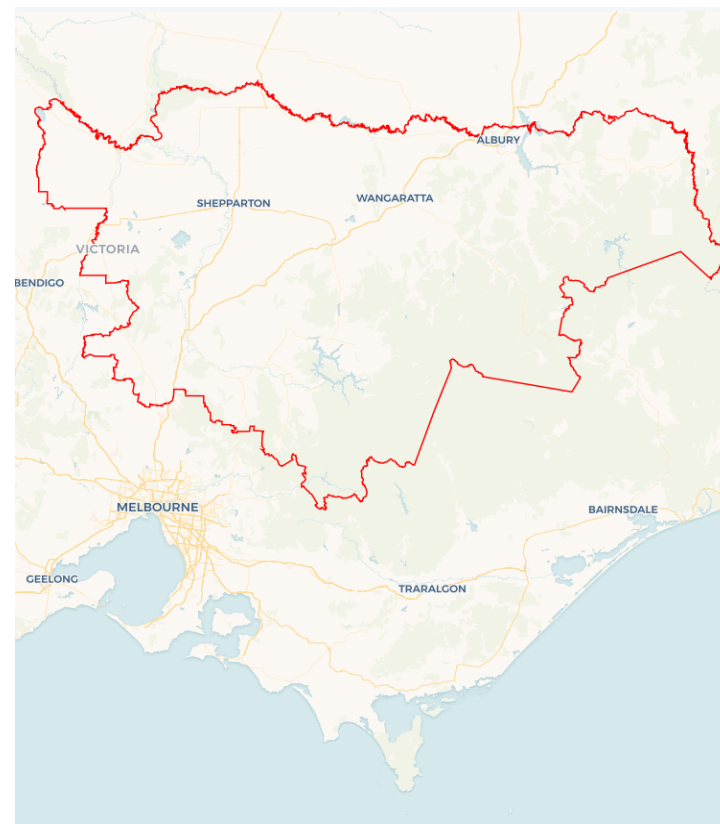 ALBURY
WANGARATTA
SHEPPARTON
VICTORIA
BENDIGO
MELBOURNE
BAIRNSDALE
GEELONG
TRARALGON